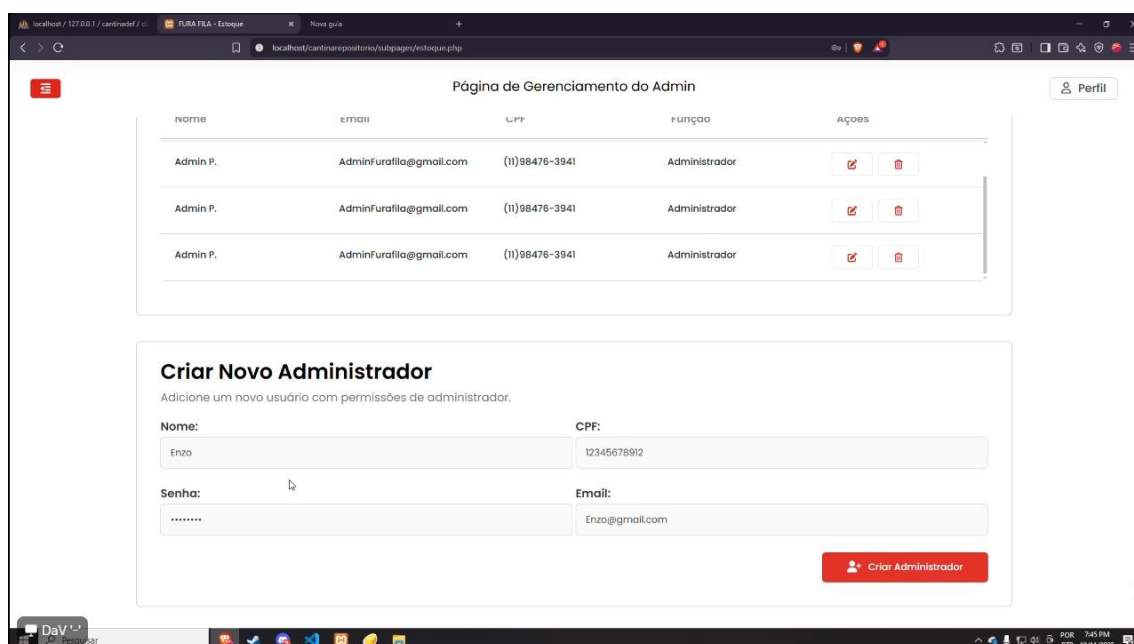 localhost / 127.0.0.1 / cantinadef / cl
FURA FILA - Estoque
Nova guia
localhost/cantinarepositorio/subpages/estoque.php
Página de Gerenciamento do Admin
Perfil
Nome Email CPF Função Ações
Admin P. AdminFurafila@gmail.com (11)98476-3941 Administrador
Admin P. AdminFurafila@gmail.com (11)98476-3941 Administrador
Admin P. AdminFurafila@gmail.com (11)98476-3941 Administrador
Criar Novo Administrador
Adicione um novo usuário com permissões de administrador.
Nome: CPF:
Enzo 12345678912
Senha: Email:
•••••••• Enzo@gmail.com
Criar Administrador
DaV '-'
Pesquisar
POR 7:45 PM